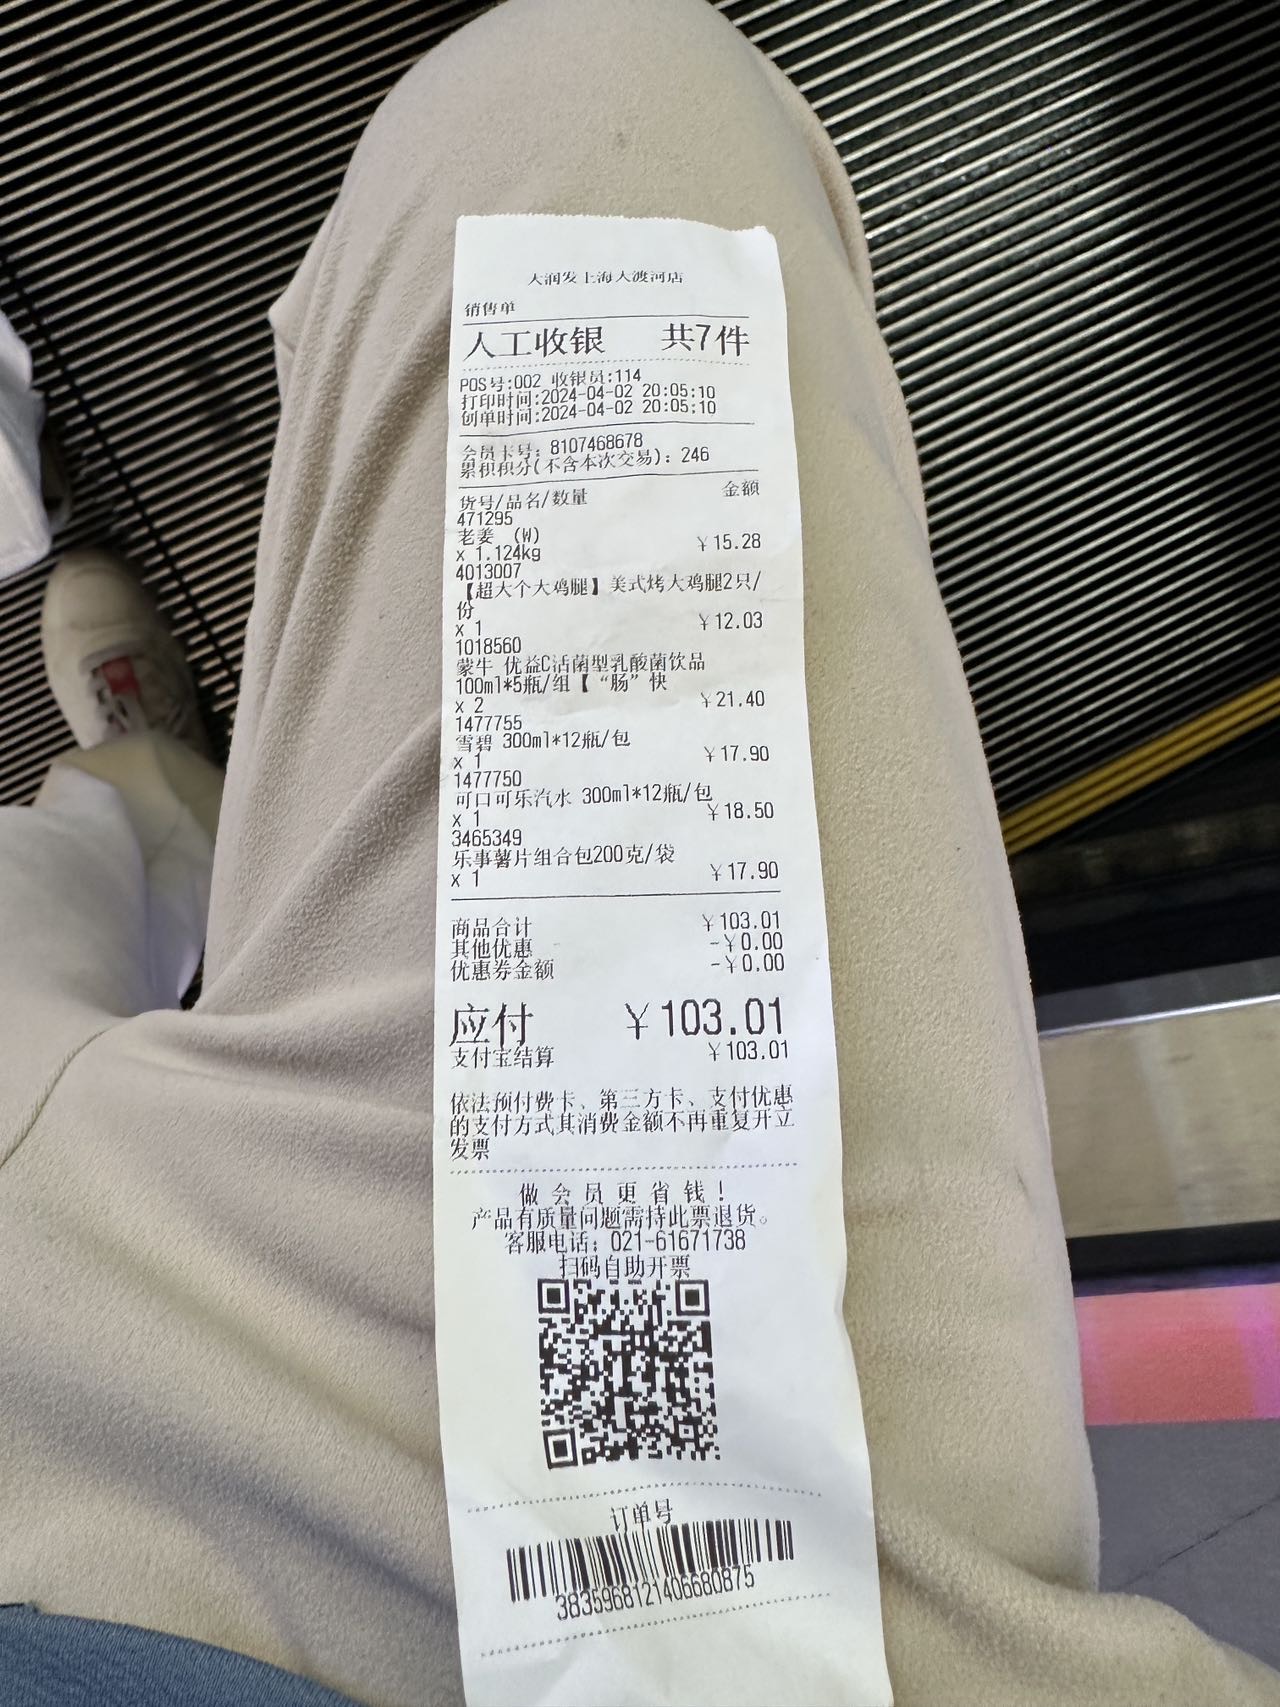 大润发上海大渡河店
销售单
人工收银 共7件
POS号:002 收银员:114
打印时间:2024-04-02 20:05:10
创单时间:2024-04-02 20:05:10
会员卡号: 8107468678
累积积分(不含本次交易): 246
货号/品名/数量 金额
471295
老姜 (W)
x 1.124kg ￥15.28
4013007
【超大个大鸡腿】美式烤大鸡腿2只/
份
x 1 ￥12.03
1018560
蒙牛 优益C活菌型乳酸菌饮品
100ml*5瓶/组【“肠”快
x 2 ￥21.40
1477755
雪碧 300ml*12瓶/包
x 1 ￥17.90
1477750
可口可乐汽水 300ml*12瓶/包
x 1 ￥18.50
3465349
乐事薯片组合包200克/袋
x 1 ￥17.90
商品合计 ￥103.01
其他优惠 -￥0.00
优惠券金额 -￥0.00
应付 ￥103.01
支付宝结算 ￥103.01
依法预付费卡、第三方卡、支付优惠
的支付方式其消费金额不再重复开立
发票
做会员更省钱!
产品有质量问题需持此票退货。
客服电话: 021-61671738
扫码自助开票
订单号
3835968121406680875